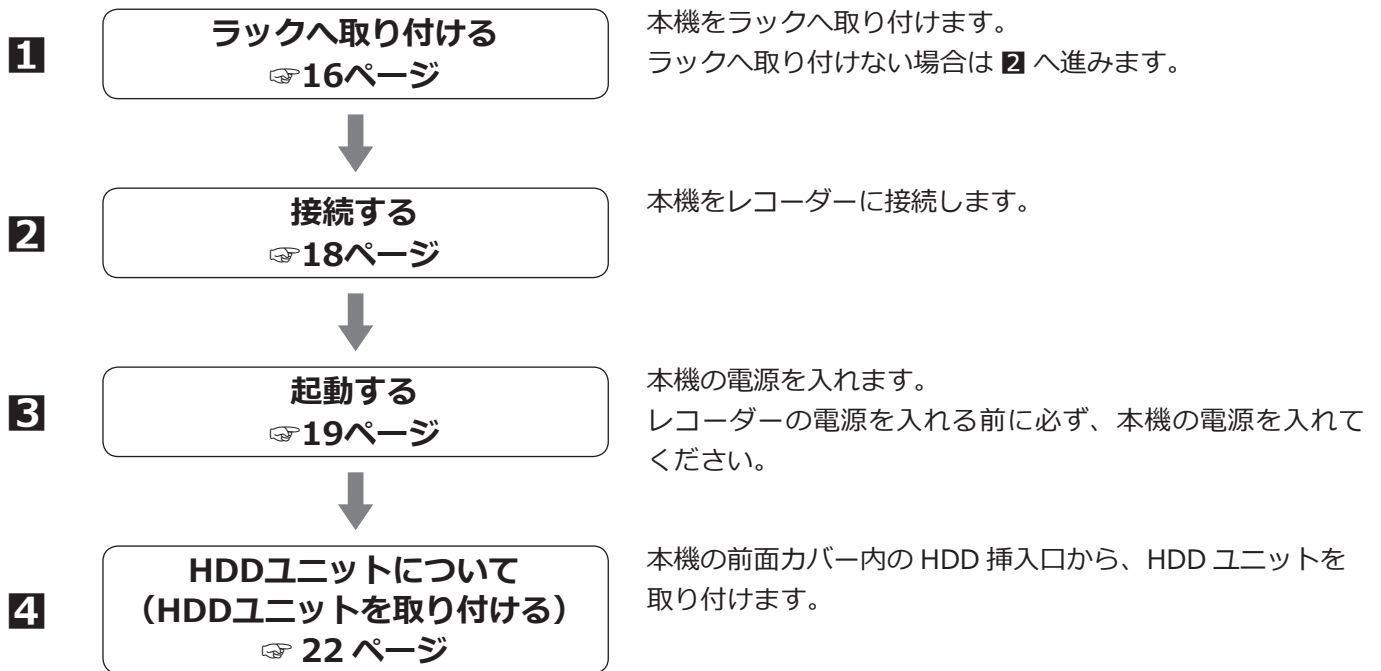 1
ラックへ取り付ける
☞16ページ
本機をラックへ取り付けます。
ラックへ取り付けない場合は 2 へ進みます。
2
接続する
☞18ページ
本機をレコーダーに接続します。
3
起動する
☞19ページ
本機の電源を入れます。
レコーダーの電源を入れる前に必ず、本機の電源を入れて
ください。
4
HDDユニットについて
（HDDユニットを取り付ける）
☞ 22 ページ
本機の前面カバー内の HDD 挿入口から、HDD ユニットを
取り付けます。